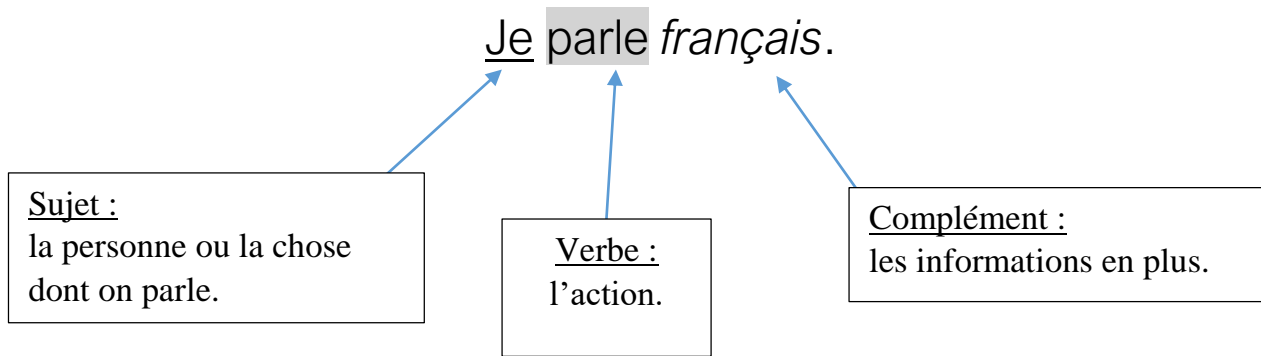 Je parle français.
Sujet :
la personne ou la chose
dont on parle.
Verbe :
l’action.
Complément :
les informations en plus.